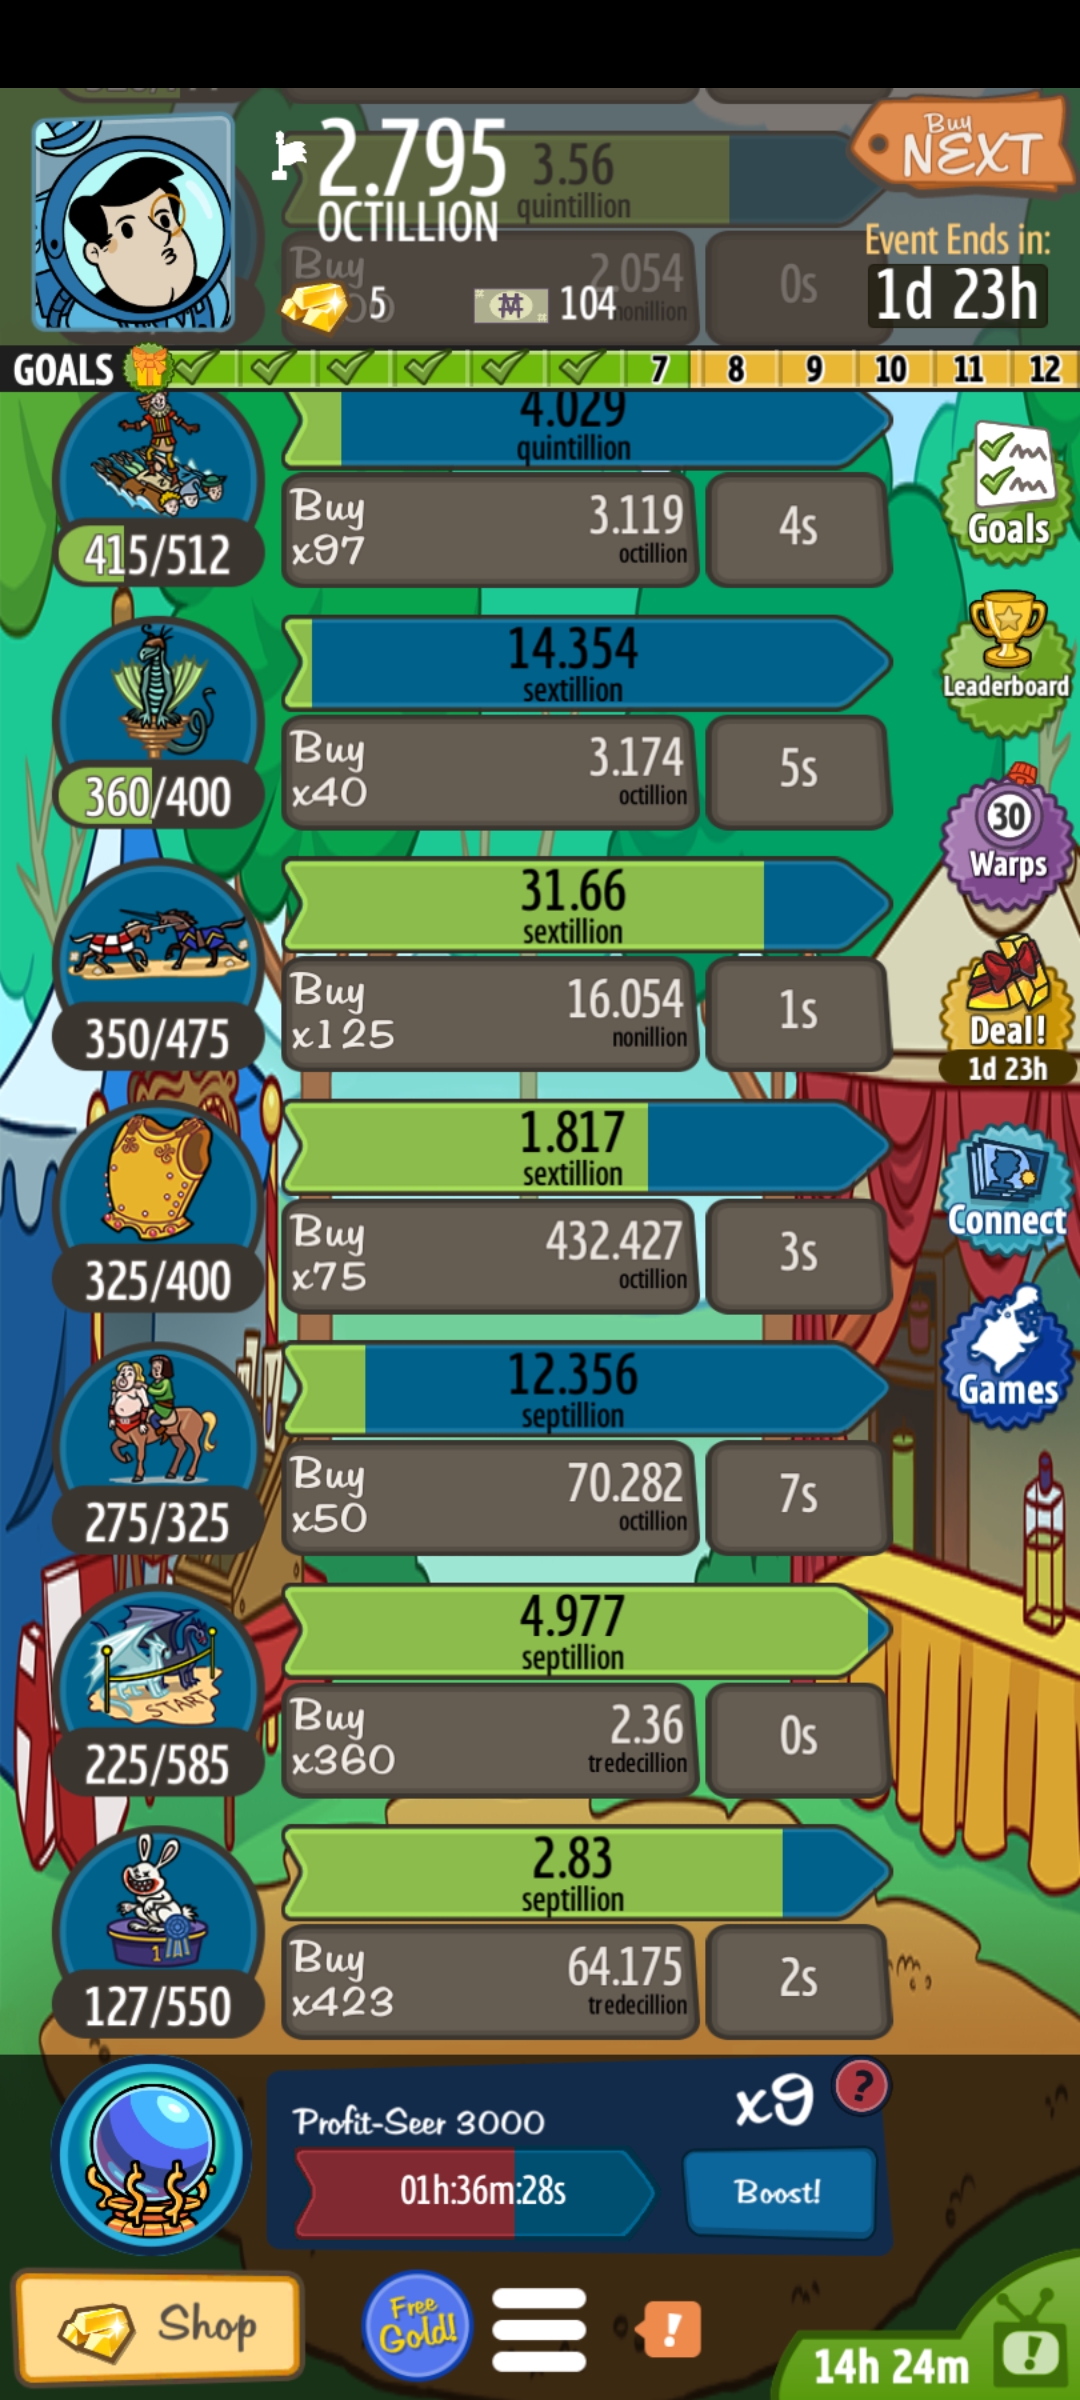 2.795
OCTILLION
3.56
quintillion
Buy
NEXT
Buy
2.054
nonillion
0s
5
104
Event Ends in:
1d 23h
GOALS
7 8 9 10 11 12
4.029
quintillion
415/512
Buy
x97
3.119
octillion
4s
Goals
14.354
sextillion
360/400
Buy
x40
3.174
octillion
5s
Leaderboard
30
Warps
31.66
sextillion
350/475
Buy
x125
16.054
nonillion
1s
Deal!
1d 23h
1.817
sextillion
325/400
Buy
x75
432.427
octillion
3s
Connect
12.356
septillion
275/325
Buy
x50
70.282
octillion
7s
Games
4.977
septillion
START
225/585
Buy
x360
2.36
tredecillion
0s
2.83
septillion
1
127/550
Buy
x423
64.175
tredecillion
2s
Profit-Seer 3000
x9
?
01h:36m:28s
Boost!
Shop
Free
Gold!
!
14h 24m
!